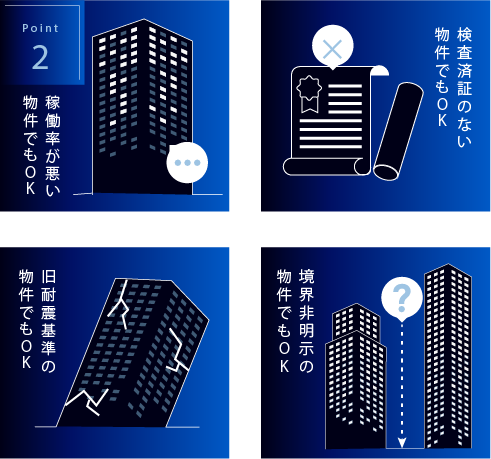 Point
2
稼働率が悪い
物件でもOK
検査済証のない
物件でもOK
旧耐震基準の
物件でもOK
境界非明示の
物件でもOK
?